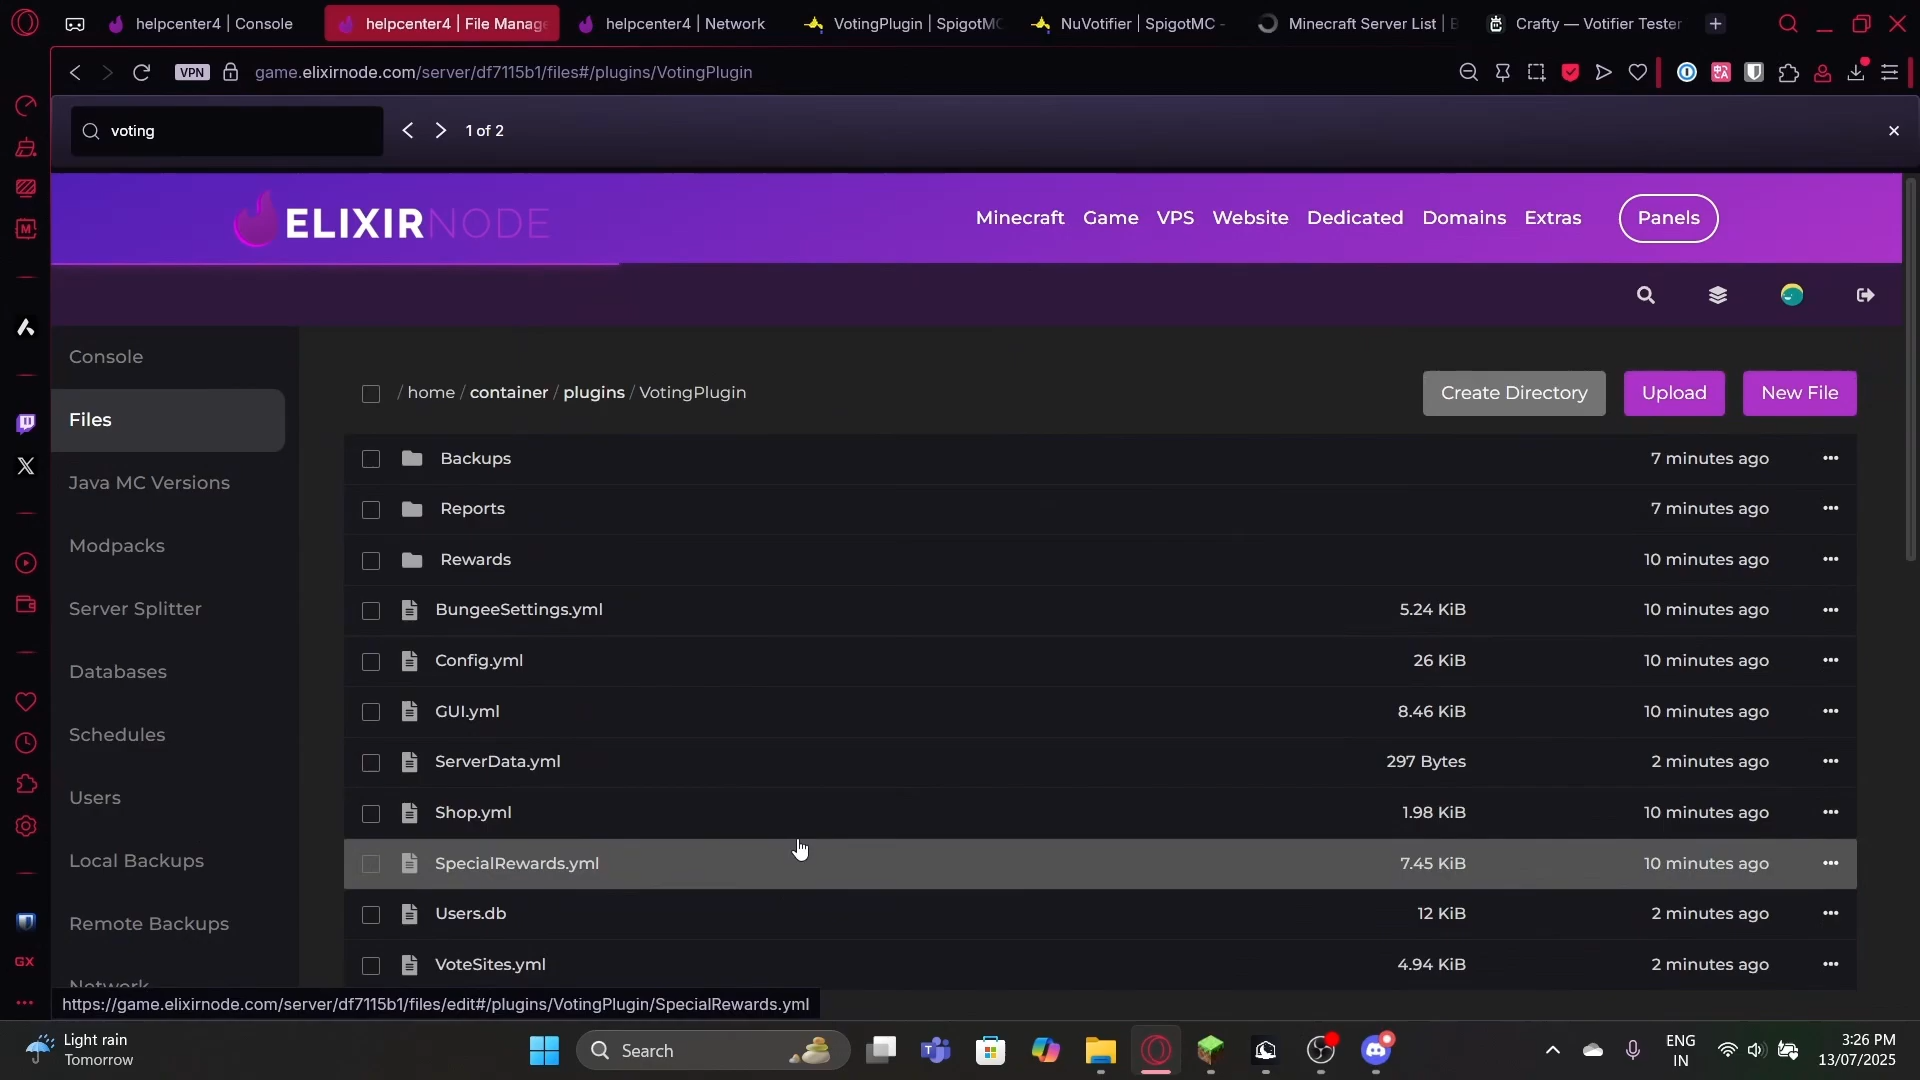 helpcenter4 | Console
helpcenter4 | File Manage
helpcenter4 | Network
VotingPlugin | SpigotMC
NuVotifier | SpigotMC -
Minecraft Server List | B
Crafty — Votifier Tester
VPN
game.elixirnode.com/server/df7115b1/files#/plugins/VotingPlugin
voting
1 of 2
ELIXIRNODE
Minecraft
Game
VPS
Website
Dedicated
Domains
Extras
Panels
Console
Files
Java MC Versions
Modpacks
Server Splitter
Databases
Schedules
Users
Local Backups
Remote Backups
Network
/ home / container / plugins / VotingPlugin
Create Directory
Upload
New File
Backups 7 minutes ago
Reports 7 minutes ago
Rewards 10 minutes ago
BungeeSettings.yml 5.24 KiB 10 minutes ago
Config.yml 26 KiB 10 minutes ago
GUI.yml 8.46 KiB 10 minutes ago
ServerData.yml 297 Bytes 2 minutes ago
Shop.yml 1.98 KiB 10 minutes ago
SpecialRewards.yml 7.45 KiB 10 minutes ago
Users.db 12 KiB 2 minutes ago
VoteSites.yml 4.94 KiB 2 minutes ago
GX
https://game.elixirnode.com/server/df7115b1/files/edit#/plugins/VotingPlugin/SpecialRewards.yml
Light rain
Tomorrow
Search
ENG
IN
3:26 PM
13/07/2025